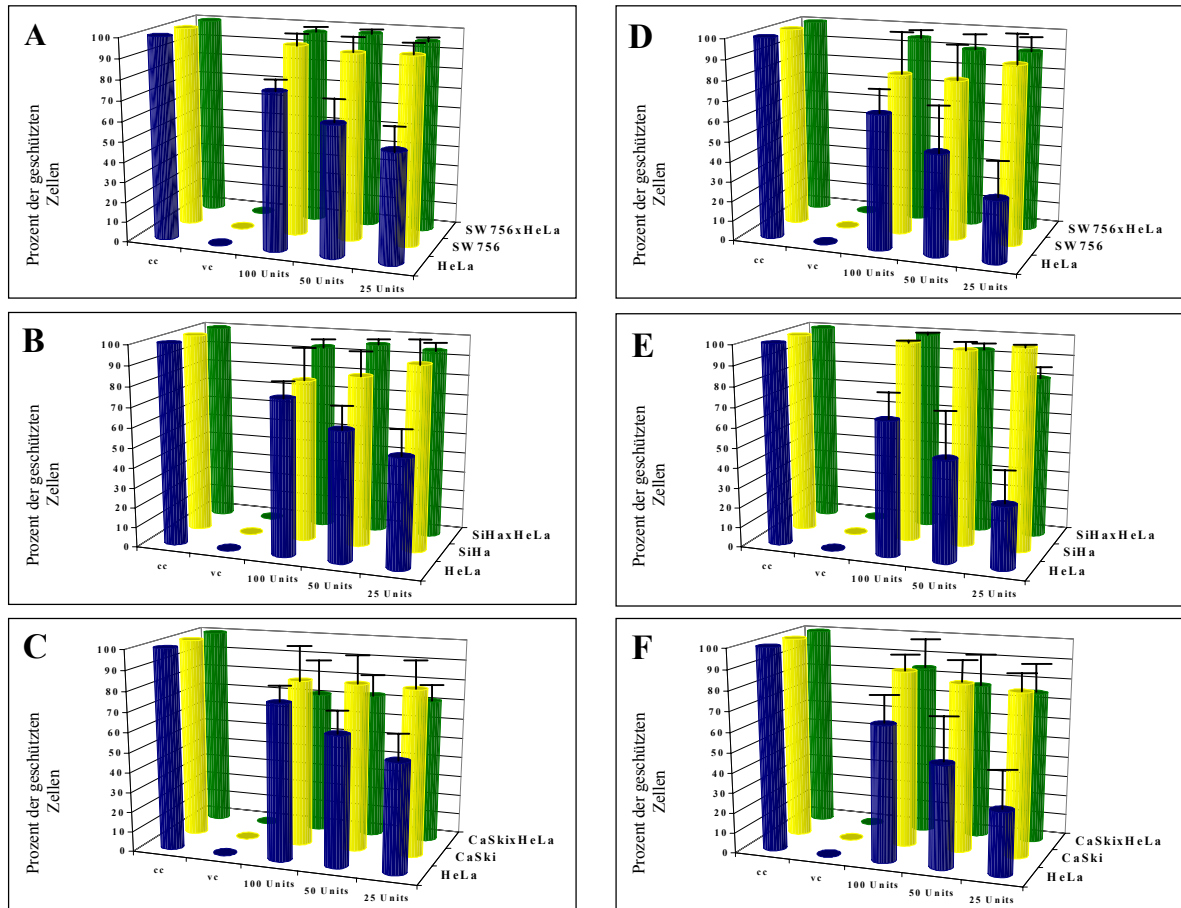 A
Prozent der geschützten
Zellen
100
90
80
70
60
50
40
30
20
10
0
cc
vc
100 Units
50 Units
25 Units
SW756xHeLa
SW756
HeLa
D
Prozent der geschützten
Zellen
100
90
80
70
60
50
40
30
20
10
0
cc
vc
100 Units
50 Units
25 Units
SW756xHeLa
SW756
HeLa
B
Prozent der geschützten
Zellen
100
90
80
70
60
50
40
30
20
10
0
cc
vc
100 Units
50 Units
25 Units
SiHaxHeLa
SiHa
HeLa
E
Prozent der geschützten
Zellen
100
90
80
70
60
50
40
30
20
10
0
cc
vc
100 Units
50 Units
25 Units
SiHaxHeLa
SiHa
HeLa
C
Prozent der geschützten
Zellen
100
90
80
70
60
50
40
30
20
10
0
cc
vc
100 Units
50 Units
25 Units
CaSkixHeLa
CaSki
HeLa
F
Prozent der geschützten
Zellen
100
90
80
70
60
50
40
30
20
10
0
cc
vc
100 Units
50 Units
25 Units
CaSkixHeLa
CaSki
HeLa